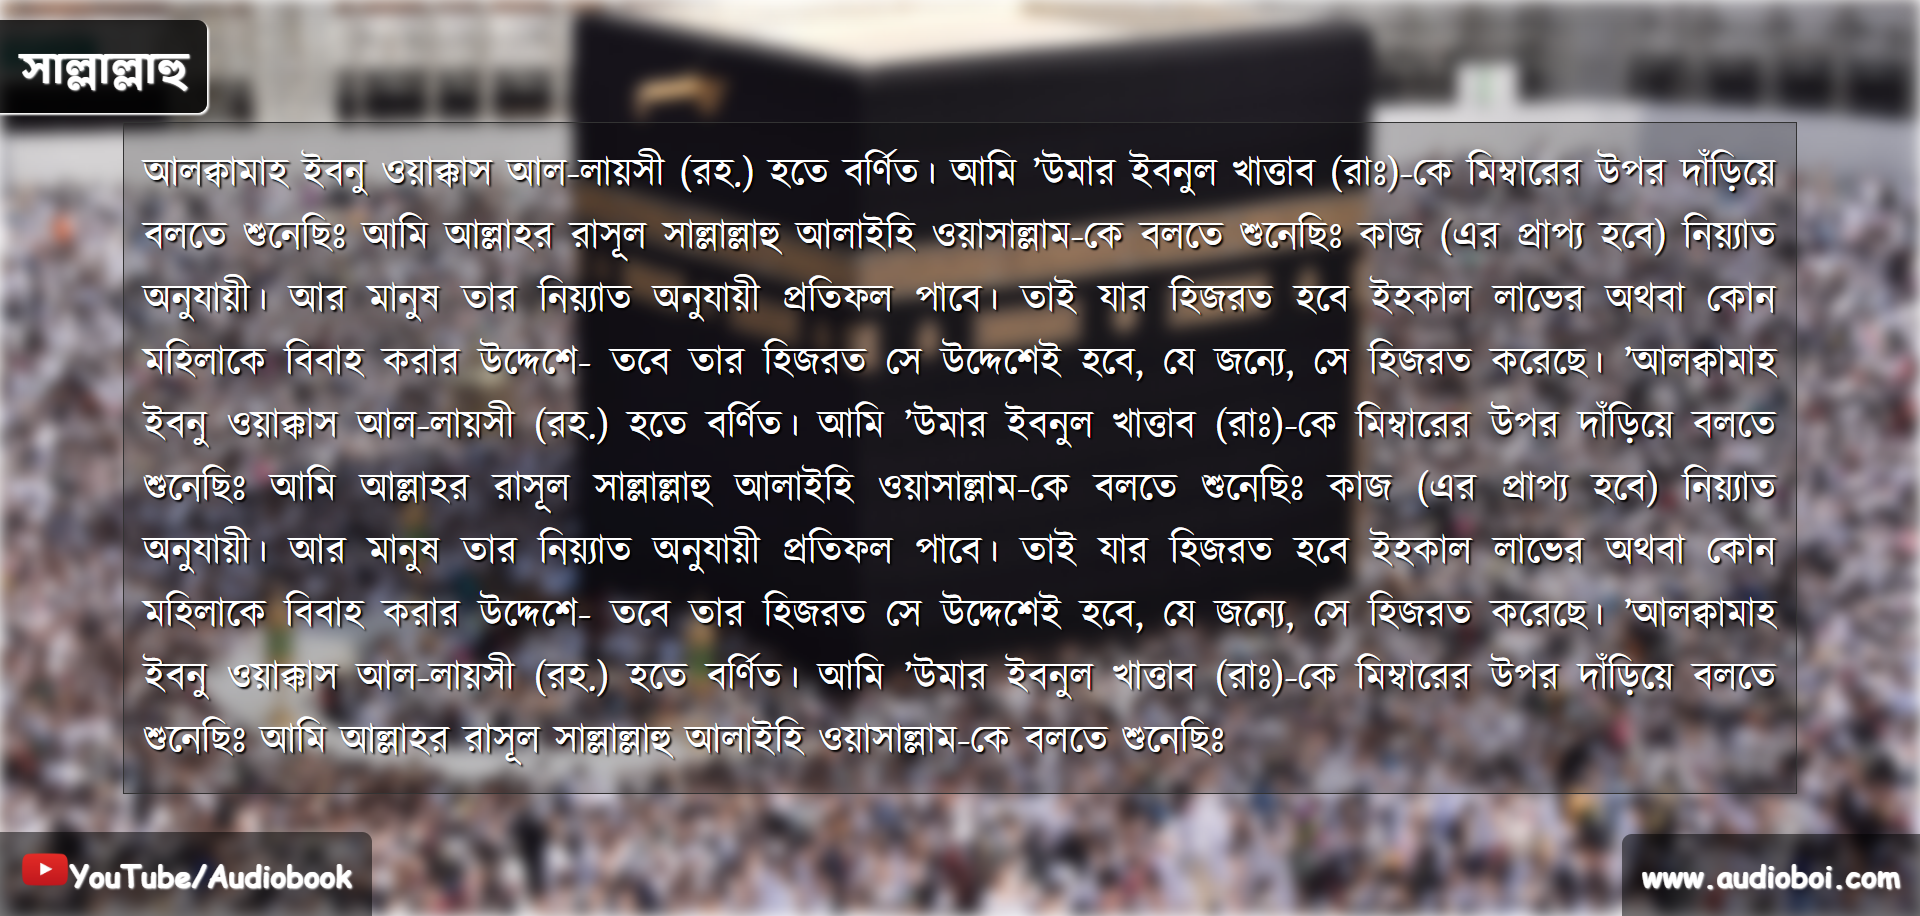 সাল্লাল্লাহু
আলক্বামাহ ইবনু ওয়াক্কাস আল-লায়সী (রহ.) হতে বর্ণিত। আমি ’উমার ইবনুল খাত্তাব (রাঃ)-কে মিম্বারের উপর দাঁড়িয়ে
বলতে শুনেছিঃ আমি আল্লাহর রাসূল সাল্লাল্লাহু আলাইহি ওয়াসাল্লাম-কে বলতে শুনেছিঃ কাজ (এর প্রাপ্য হবে) নিয়্যাত
অনুযায়ী। আর মানুষ তার নিয়্যাত অনুযায়ী প্রতিফল পাবে। তাই যার হিজরত হবে ইহকাল লাভের অথবা কোন
মহিলাকে বিবাহ করার উদ্দেশে- তবে তার হিজরত সে উদ্দেশেই হবে, যে জন্যে, সে হিজরত করেছে। ’আলক্বামাহ
ইবনু ওয়াক্কাস আল-লায়সী (রহ.) হতে বর্ণিত। আমি ’উমার ইবনুল খাত্তাব (রাঃ)-কে মিম্বারের উপর দাঁড়িয়ে বলতে
শুনেছিঃ আমি আল্লাহর রাসূল সাল্লাল্লাহু আলাইহি ওয়াসাল্লাম-কে বলতে শুনেছিঃ কাজ (এর প্রাপ্য হবে) নিয়্যাত
অনুযায়ী। আর মানুষ তার নিয়্যাত অনুযায়ী প্রতিফল পাবে। তাই যার হিজরত হবে ইহকাল লাভের অথবা কোন
মহিলাকে বিবাহ করার উদ্দেশে- তবে তার হিজরত সে উদ্দেশেই হবে, যে জন্যে, সে হিজরত করেছে। ’আলক্বামাহ
ইবনু ওয়াক্কাস আল-লায়সী (রহ.) হতে বর্ণিত। আমি ’উমার ইবনুল খাত্তাব (রাঃ)-কে মিম্বারের উপর দাঁড়িয়ে বলতে
শুনেছিঃ আমি আল্লাহর রাসূল সাল্লাল্লাহু আলাইহি ওয়াসাল্লাম-কে বলতে শুনেছিঃ
YouTube/Audiobook
www.audioboi.com